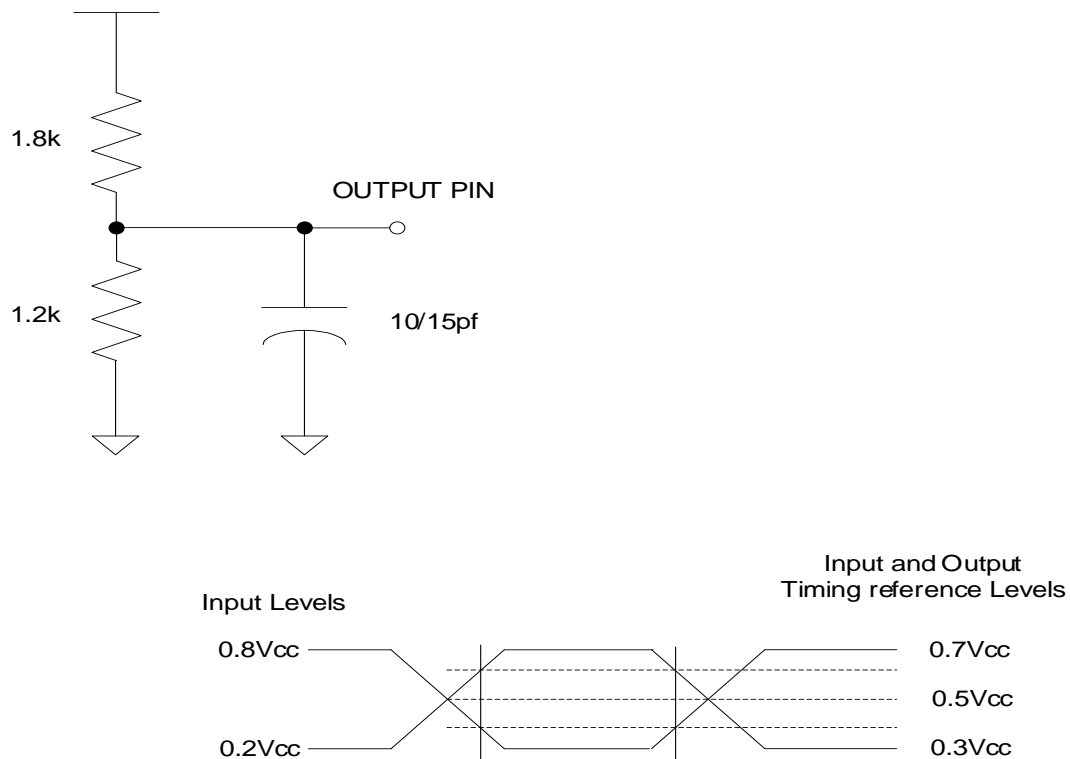 1.8k
OUTPUT PIN
1.2k
10/15pf
Input and Output
Timing reference Levels
Input Levels
0.8Vcc
0.7Vcc
0.5Vcc
0.2Vcc
0.3Vcc